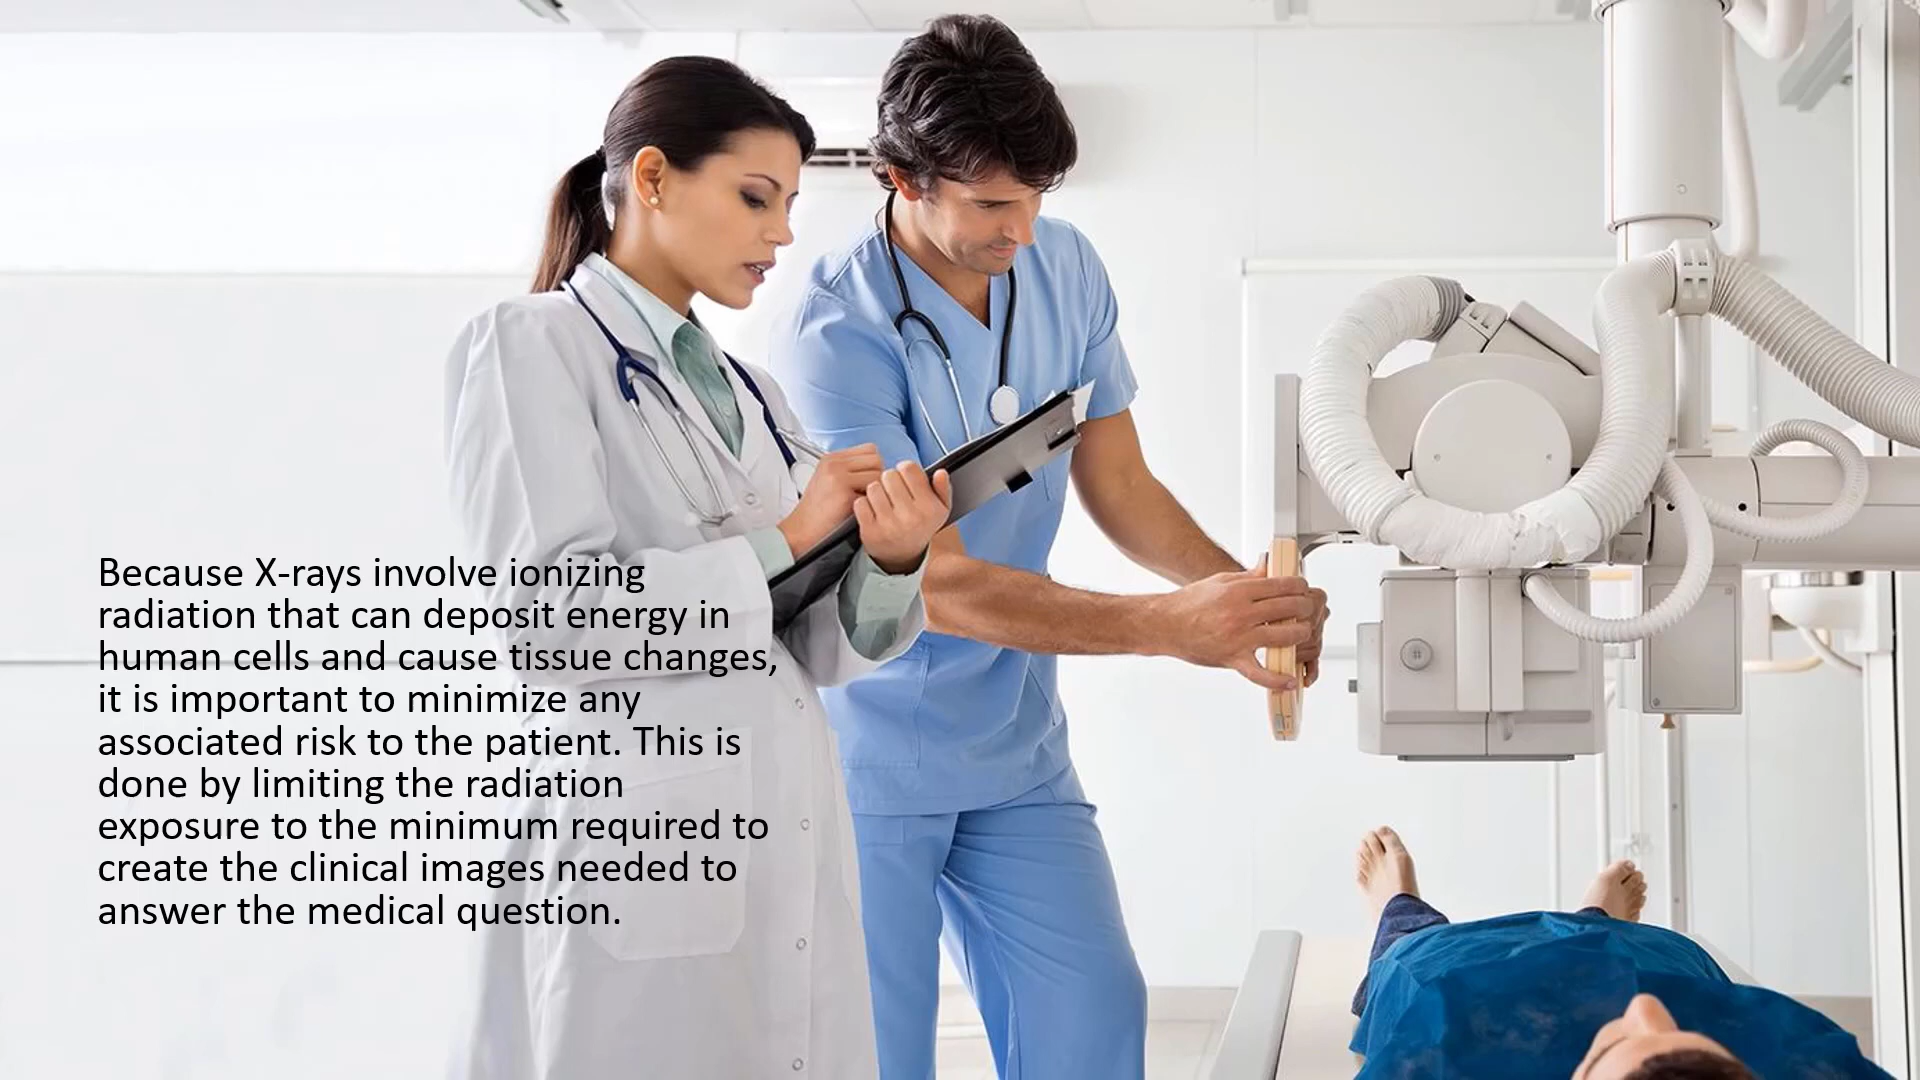 Because X-rays involve ionizing
radiation that can deposit energy in
human cells and cause tissue changes,
it is important to minimize any
associated risk to the patient. This is
done by limiting the radiation
exposure to the minimum required to
create the clinical images needed to
answer the medical question.